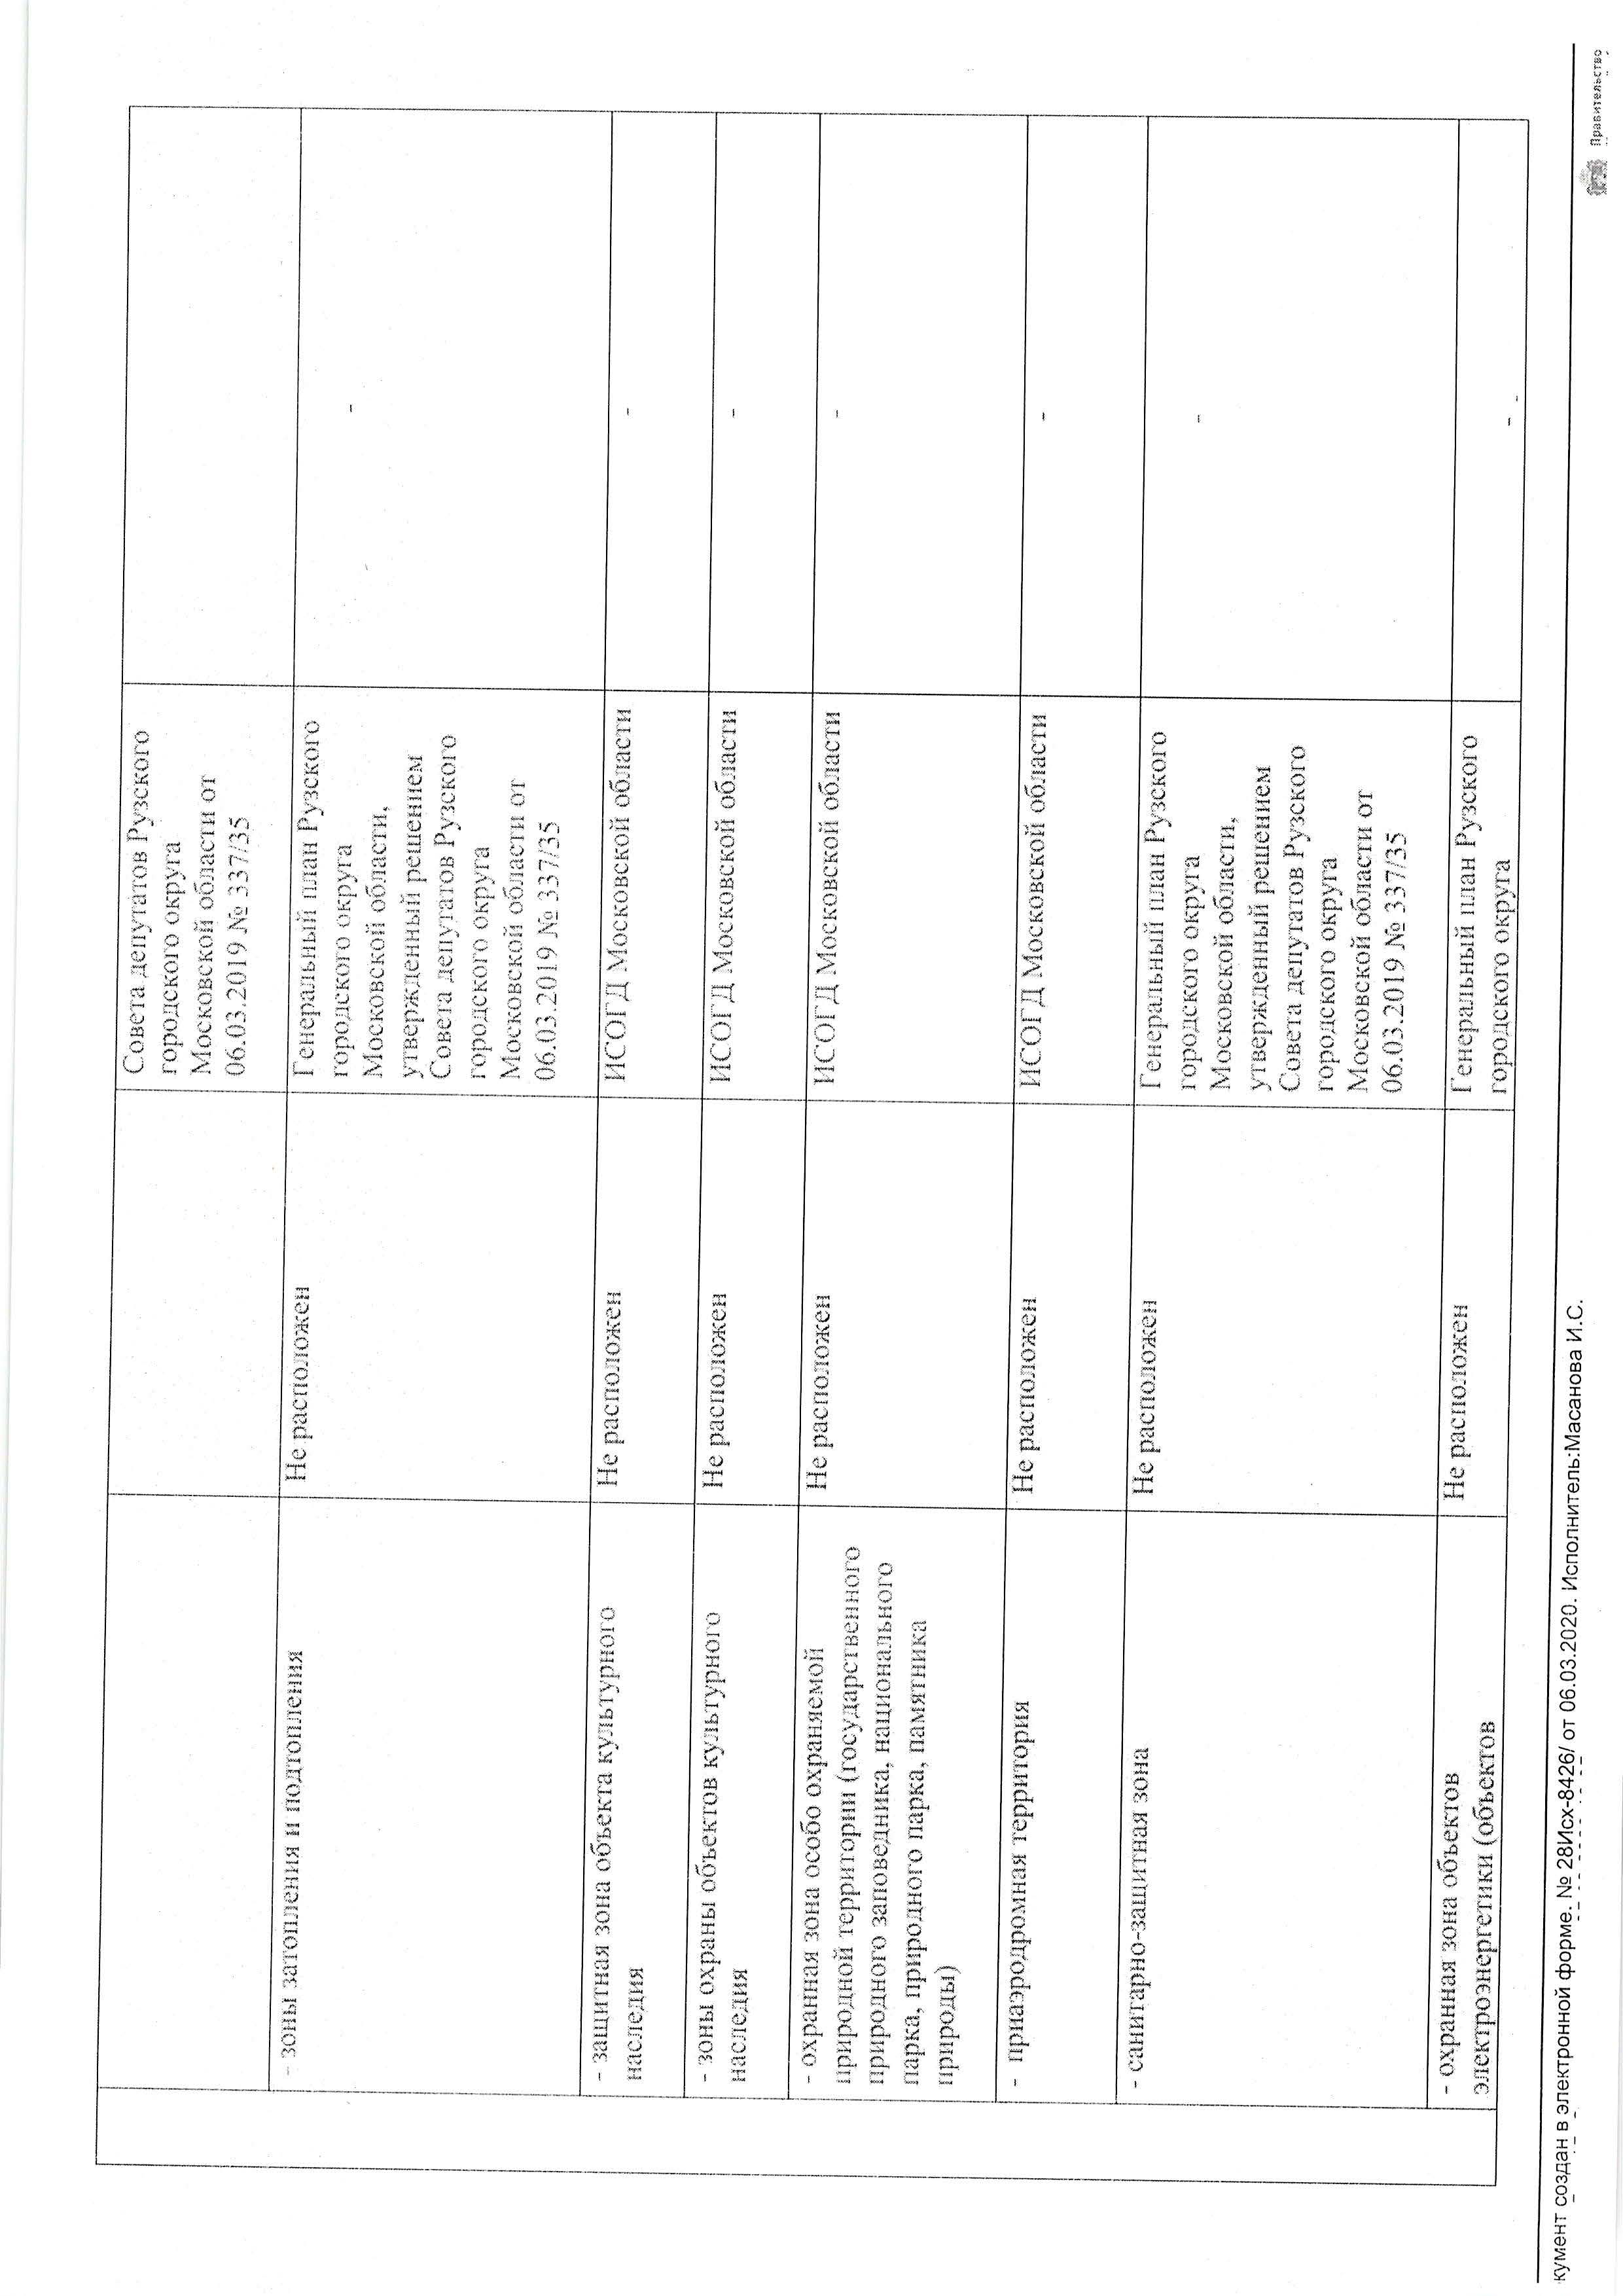 Совета депутатов Рузского
городского округа
Московской области от
06.03.2019 № 337/35
- зоны затопления и подтопления
Не расположен
Генеральный план Рузского
городского округа
Московской области,
утвержденный решением
Совета депутатов Рузского
городского округа
Московской области от
06.03.2019 № 337/35
-
- защитная зона объекта культурного
наследия
Не расположен
ИСОГД Московской области
-
- зоны охраны объектов культурного
наследия
Не расположен
ИСОГД Московской области
-
- охранная зона особо охраняемой
природной территории (государственного
природного заповедника, национального
парка, природного парка, памятника
природы)
Не расположен
ИСОГД Московской области
-
- приаэродромная территория
Не расположен
ИСОГД Московской области
-
- санитарно-защитная зона
Не расположен
Генеральный план Рузского
городского округа
Московской области,
утвержденный решением
Совета депутатов Рузского
городского округа
Московской области от
06.03.2019 № 337/35
-
- охранная зона объектов
электроэнергетики (объектов
Не расположен
Генеральный план Рузского
городского округа
-
кумент создан в электронной форме. № 28Исх-8426/ от 06.03.2020. Исполнитель:Масанова И.С.
Правительство